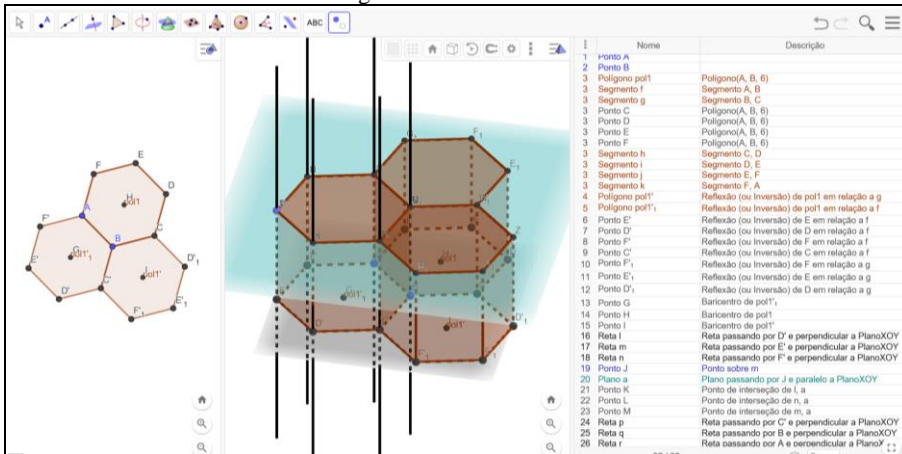 ABC
Nome Descrição
1 Ponto A
2 Ponto B
3 Polígono pol1 Polígono(A, B, 6)
3 Segmento f Segmento A, B
3 Segmento g Segmento B, C
3 Ponto C Polígono(A, B, 6)
3 Ponto D Polígono(A, B, 6)
3 Ponto E Polígono(A, B, 6)
3 Ponto F Polígono(A, B, 6)
3 Segmento h Segmento C, D
3 Segmento i Segmento D, E
3 Segmento j Segmento E, F
3 Segmento k Segmento F, A
4 Polígono pol1' Reflexão (ou Inversão) de pol1 em relação a g
5 Polígono pol1'₁ Reflexão (ou Inversão) de pol1 em relação a f
6 Ponto E' Reflexão (ou Inversão) de E em relação a f
7 Ponto D' Reflexão (ou Inversão) de D em relação a f
8 Ponto F' Reflexão (ou Inversão) de F em relação a f
9 Ponto C' Reflexão (ou Inversão) de C em relação a f
10 Ponto F'₁ Reflexão (ou Inversão) de F em relação a g
11 Ponto E'₁ Reflexão (ou Inversão) de E em relação a g
12 Ponto D'₁ Reflexão (ou Inversão) de D em relação a g
13 Ponto G Baricentro de pol1'₁
14 Ponto H Baricentro de pol1
15 Ponto I Baricentro de pol1'
16 Reta l Reta passando por D' e perpendicular a PlanoXOY
17 Reta m Reta passando por E' e perpendicular a PlanoXOY
18 Reta n Reta passando por F' e perpendicular a PlanoXOY
19 Ponto J Ponto sobre m
20 Plano a Plano passando por J e paralelo a PlanoXOY
21 Ponto K Ponto de interseção de l, a
22 Ponto L Ponto de interseção de n, a
23 Ponto M Ponto de interseção de m, a
24 Reta p Reta passando por C' e perpendicular a PlanoXOY
25 Reta q Reta passando por B e perpendicular a PlanoXOY
26 Reta r Reta passando por A e perpendicular a PlanoX
E
F
D
H
pol1
A
F'
C
B
G
pol1'₁
D'₁
E'
C'
pol1'
D'
E'₁
F'₁